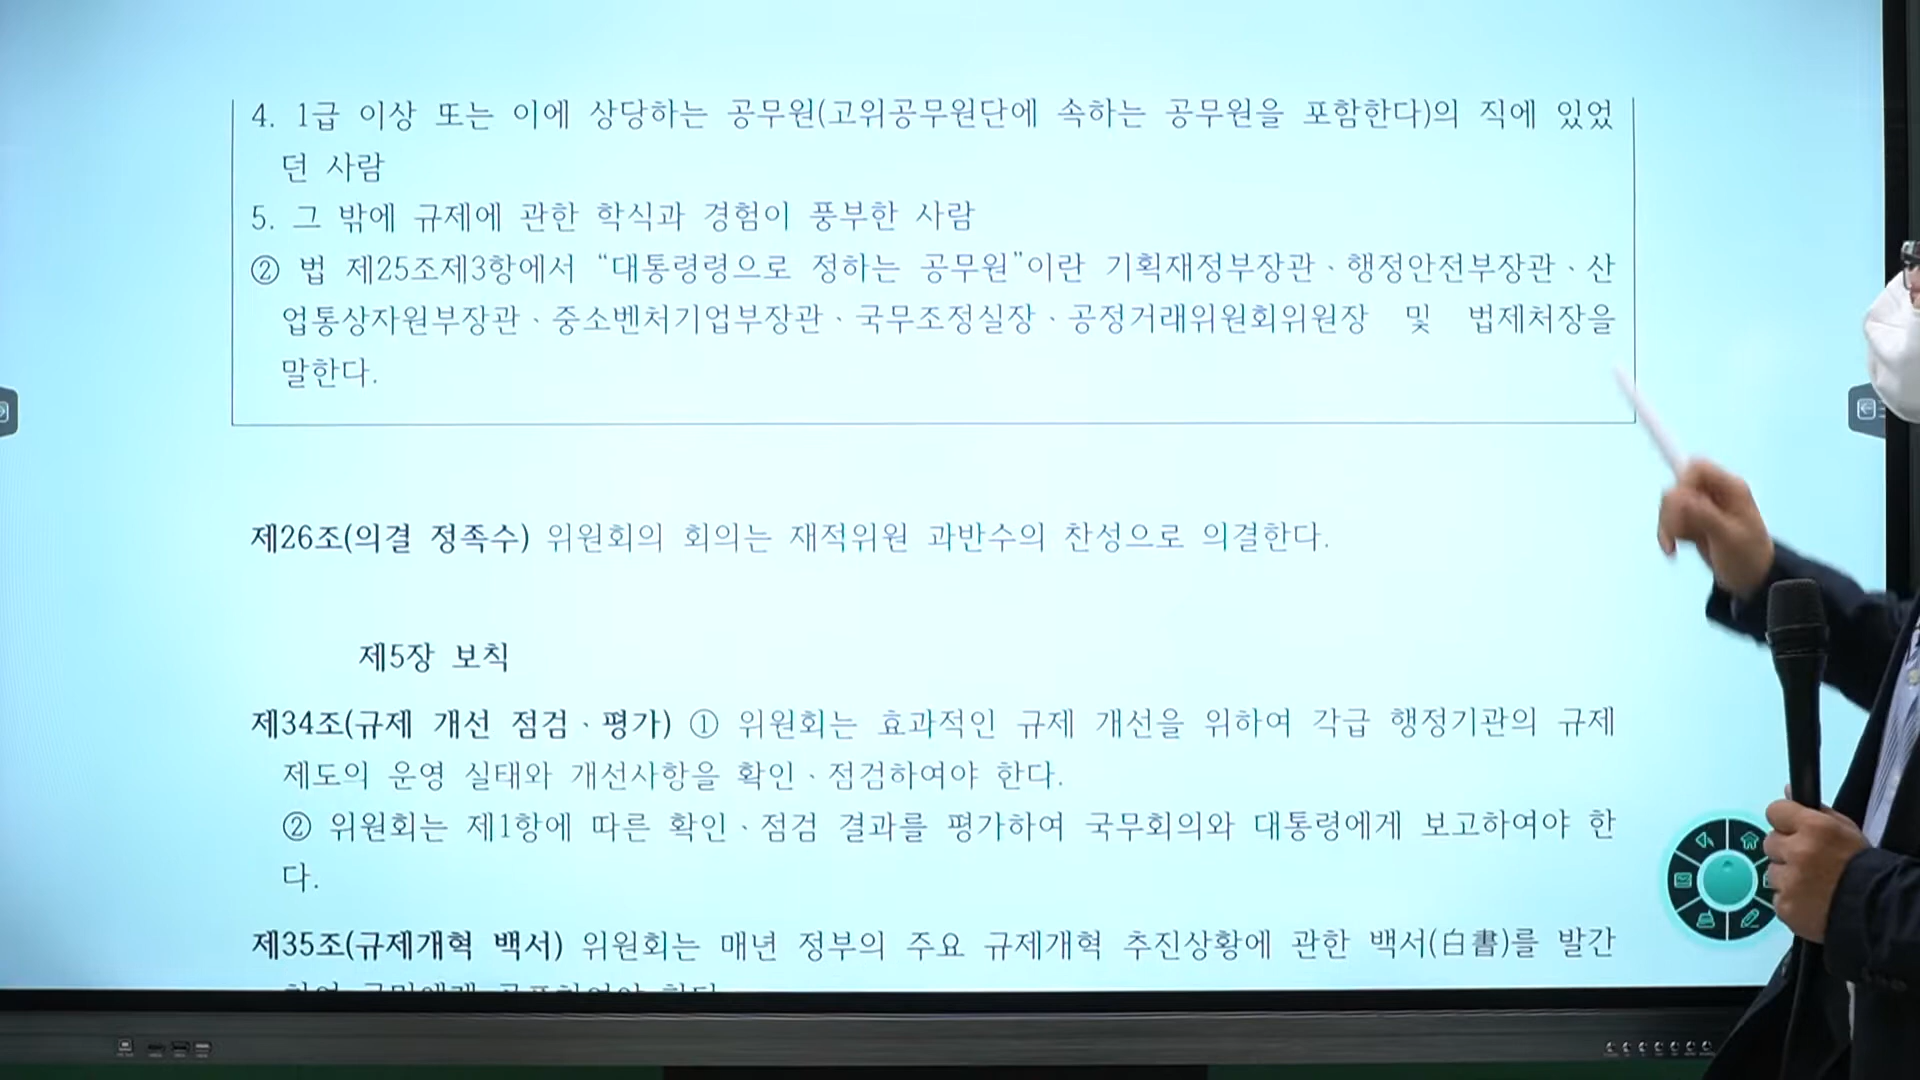 4. 1급 이상 또는 이에 상당하는 공무원(고위공무원단에 속하는 공무원을 포함한다)의 직에 있었
던 사람
5. 그 밖에 규제에 관한 학식과 경험이 풍부한 사람
② 법 제25조제3항에서 “대통령령으로 정하는 공무원”이란 기획재정부장관ㆍ행정안전부장관ㆍ산
업통상자원부장관ㆍ중소벤처기업부장관ㆍ국무조정실장ㆍ공정거래위원회위원장 및 법제처장을
말한다.
제26조(의결 정족수) 위원회의 회의는 재적위원 과반수의 찬성으로 의결한다.
제5장 보칙
제34조(규제 개선 점검ㆍ평가) ① 위원회는 효과적인 규제 개선을 위하여 각급 행정기관의 규제
제도의 운영 실태와 개선사항을 확인ㆍ점검하여야 한다.
② 위원회는 제1항에 따른 확인ㆍ점검 결과를 평가하여 국무회의와 대통령에게 보고하여야 한
다.
제35조(규제개혁 백서) 위원회는 매년 정부의 주요 규제개혁 추진상황에 관한 백서(白書)를 발간